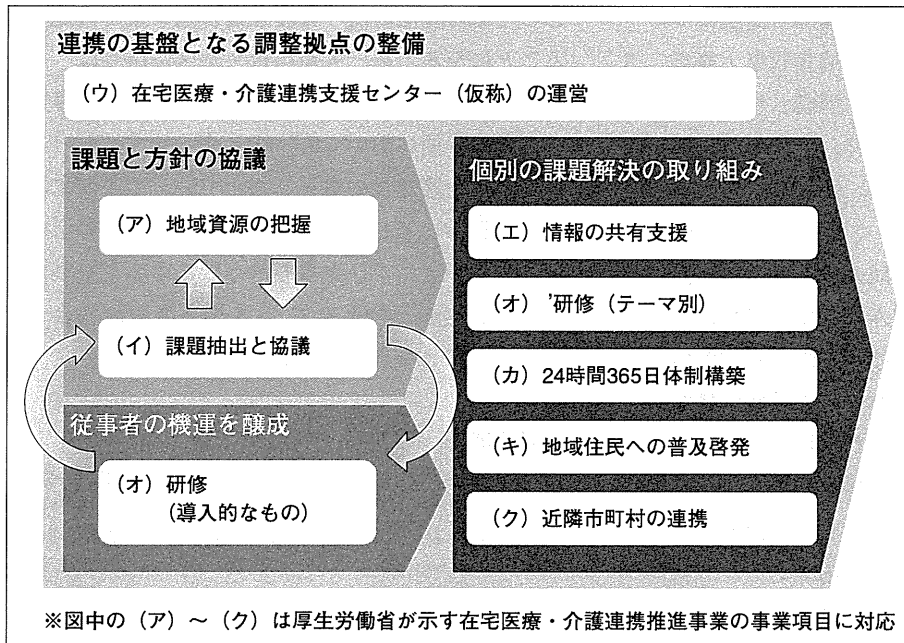 連携の基盤となる調整拠点の整備
(ウ)在宅医療・介護連携支援センター(仮称)の運営
課題と方針の協議
(ア)地域資源の把握
(イ)課題抽出と協議
従事者の機運を醸成
(オ)研修
(導入的なもの)
個別の課題解決の取り組み
(エ)情報の共有支援
(オ)'研修(テーマ別)
(カ)24時間365日体制構築
(キ)地域住民への普及啓発
(ク)近隣市町村の連携
※図中の(ア)~(ク)は厚生労働省が示す在宅医療・介護連携推進事業の事業項目に対応